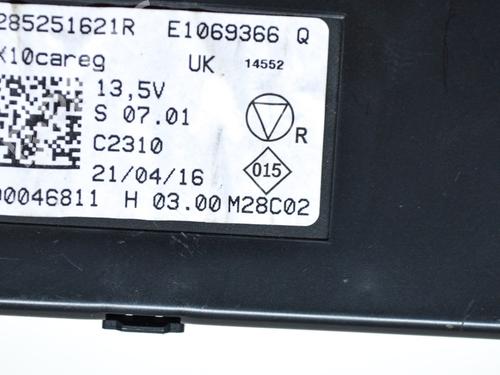 285251621R E1069366 Q
X10careg UK 14552
13,5V
S 07.01
R
C2310
015
21/04/16
00046811 H 03.00 M28C02